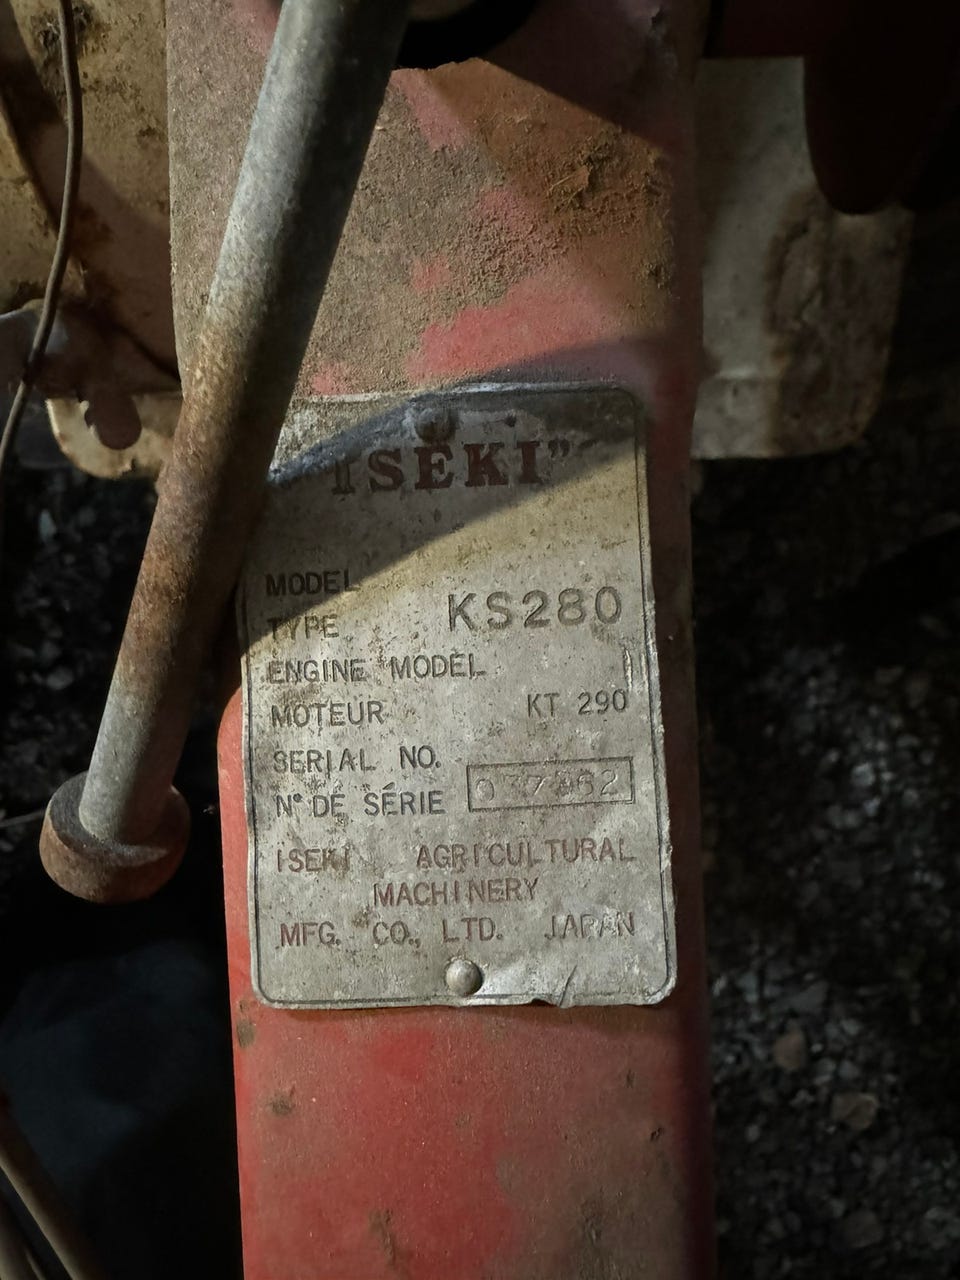 "ISEKI"
MODEL
TYPE KS280
ENGINE MODEL
MOTEUR KT 290
SERIAL NO.
N° DE SÉRIE
ISEKI AGRICULTURAL
MACHINERY
MFG. CO., LTD. JAPAN